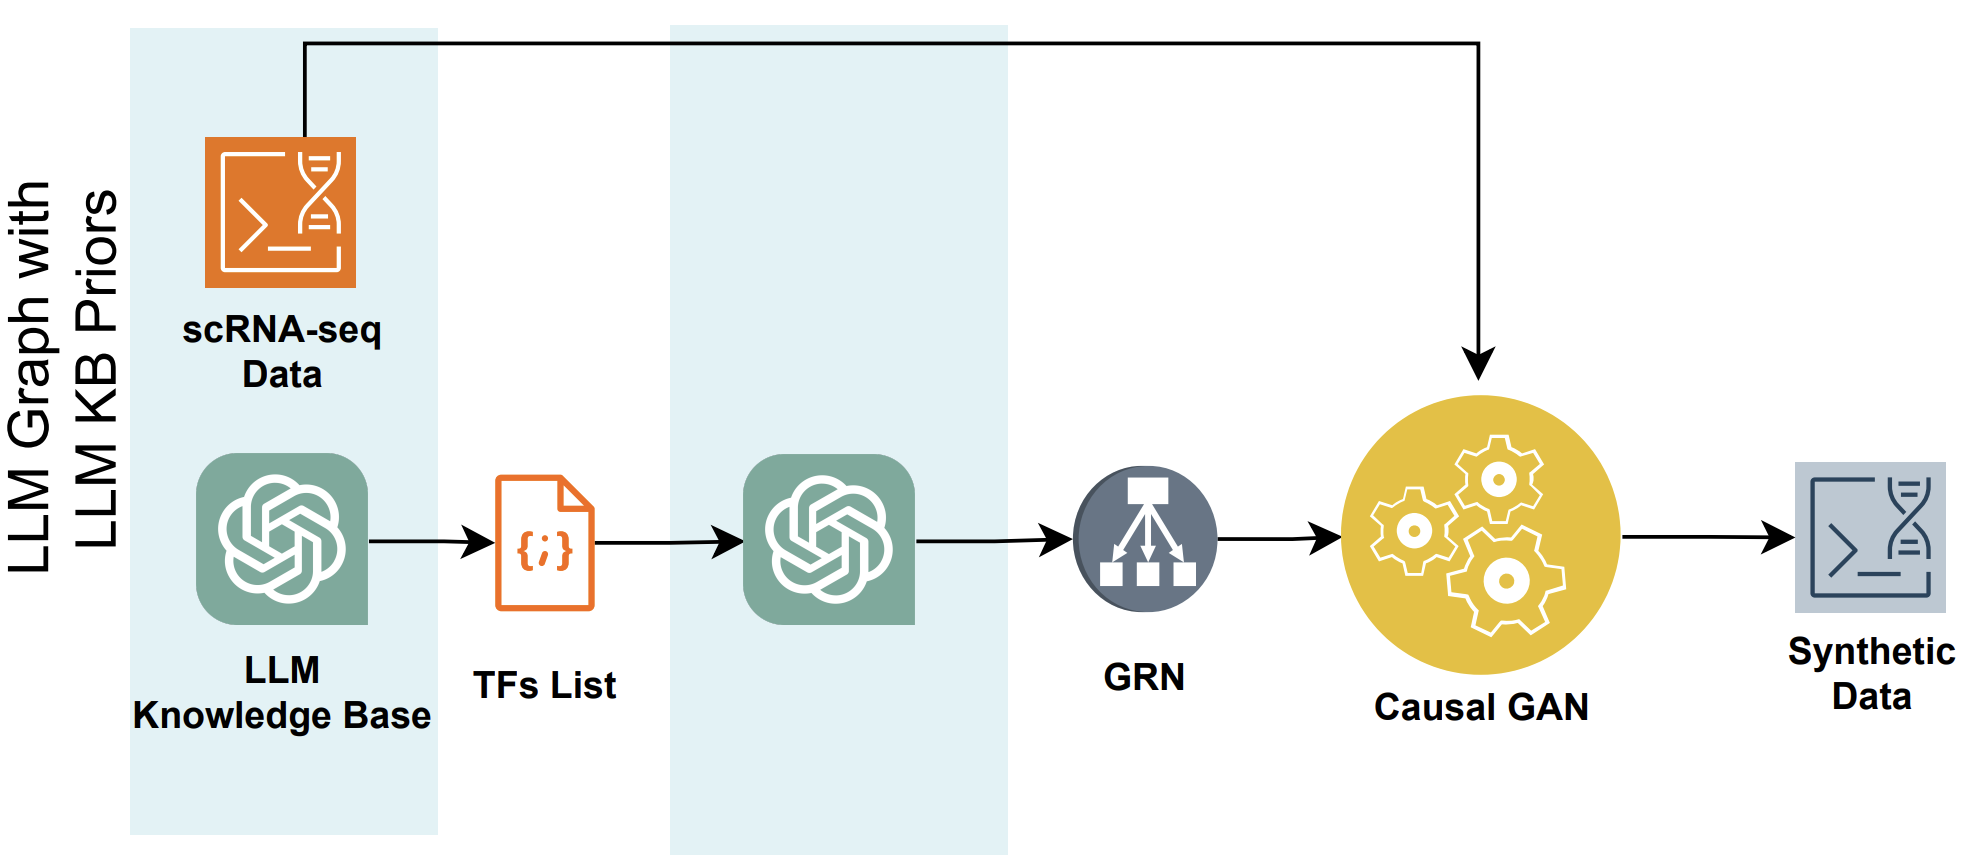 LLM Graph with
LLM KB Priors
scRNA-seq
Data
LLM
Knowledge Base
TFs List
{;}
GRN
Causal GAN
Synthetic
Data